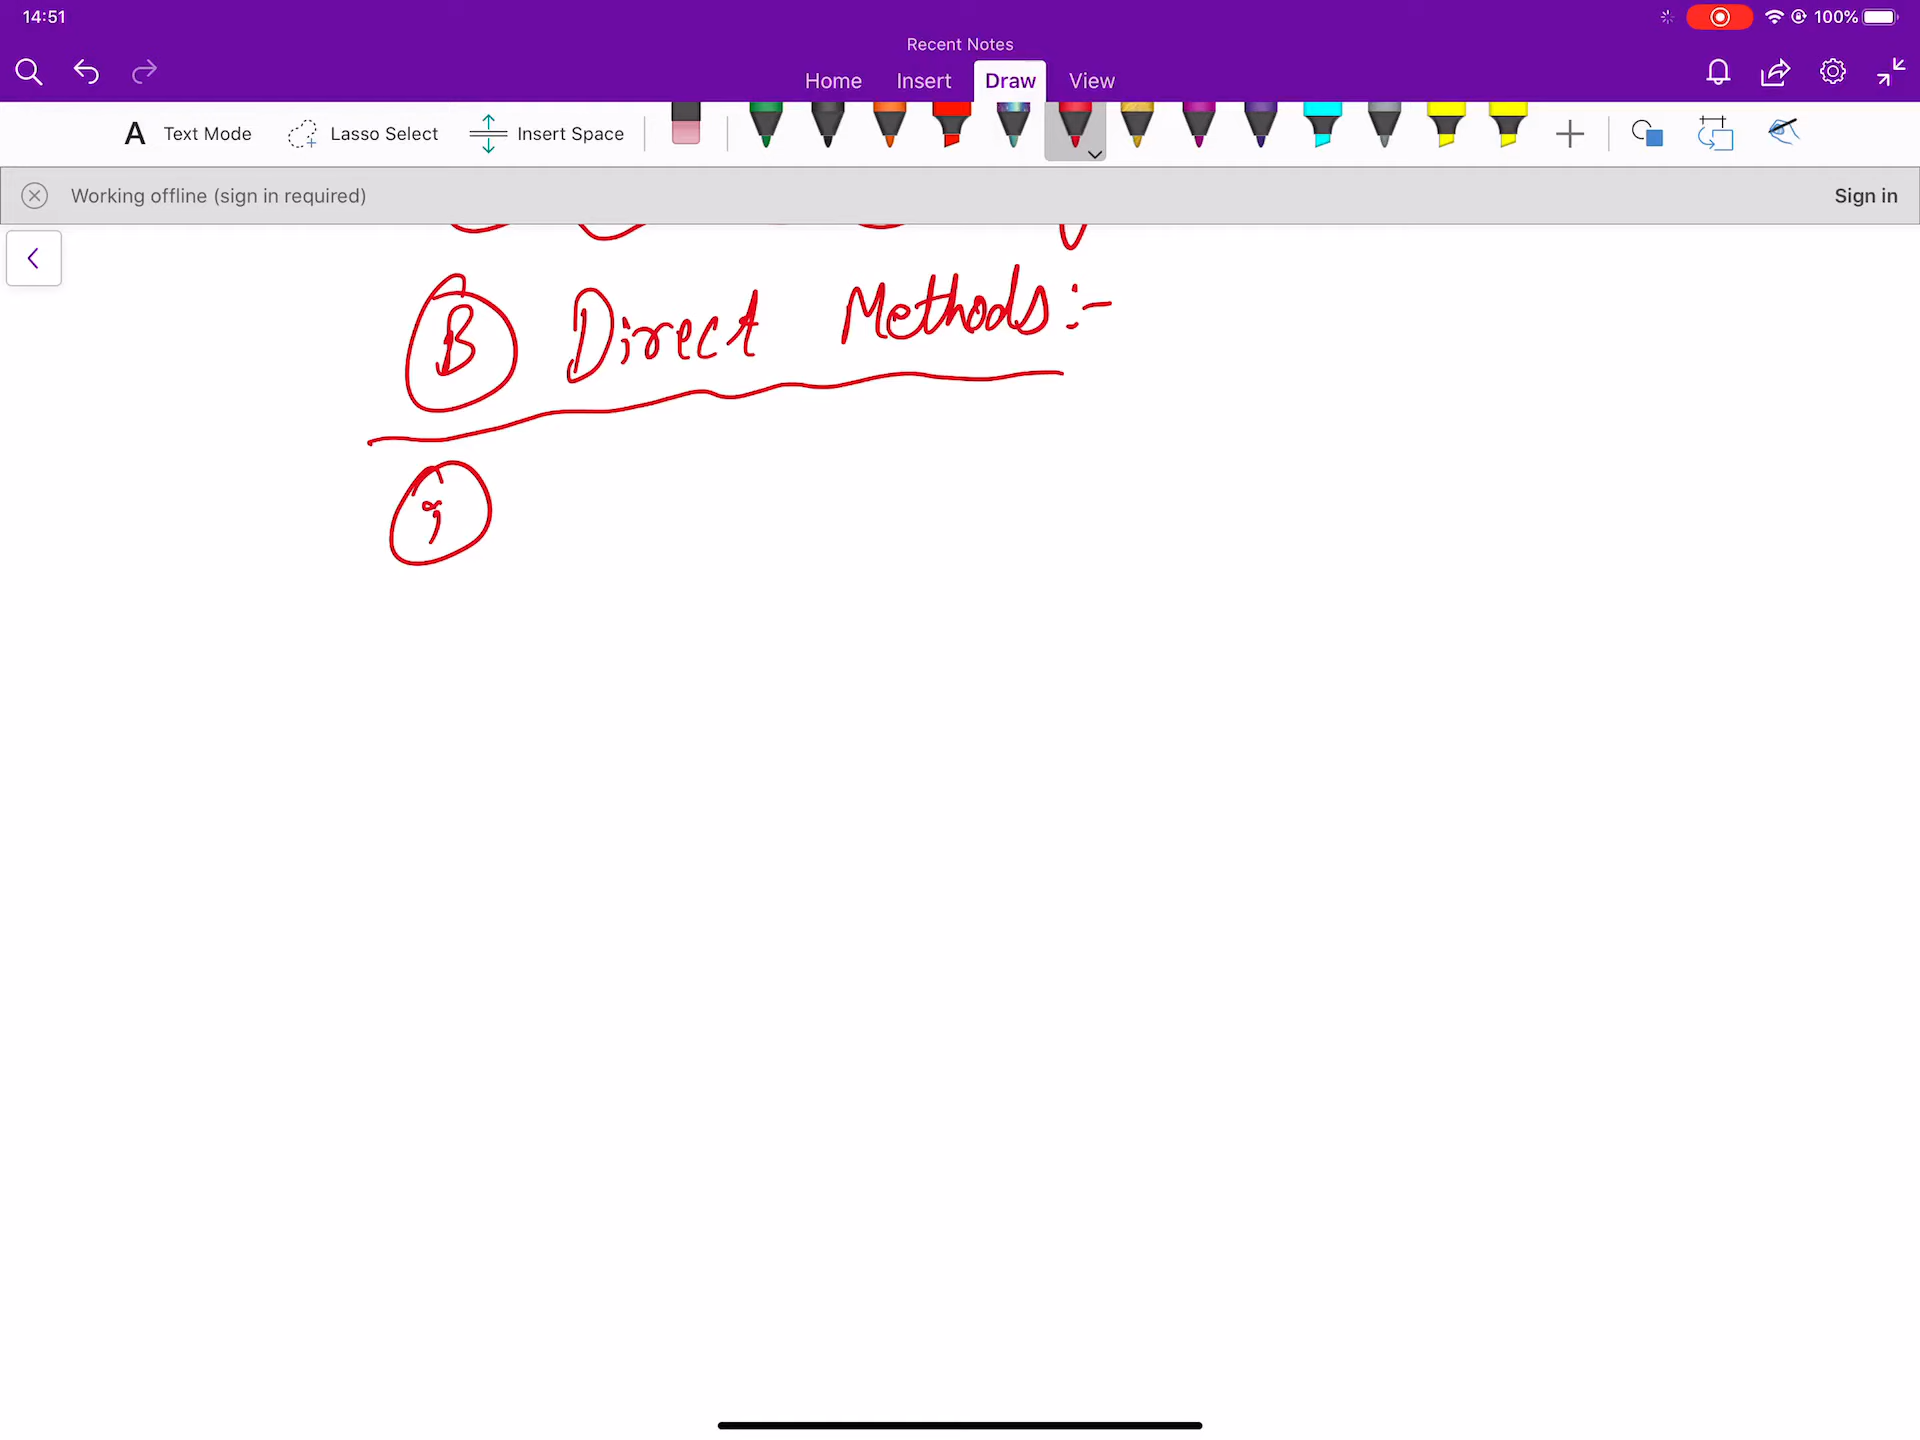 14:51
100%
Recent Notes
Home Insert Draw View
A Text Mode Lasso Select Insert Space
Working offline (sign in required) Sign in
B Direct Methods:-
i